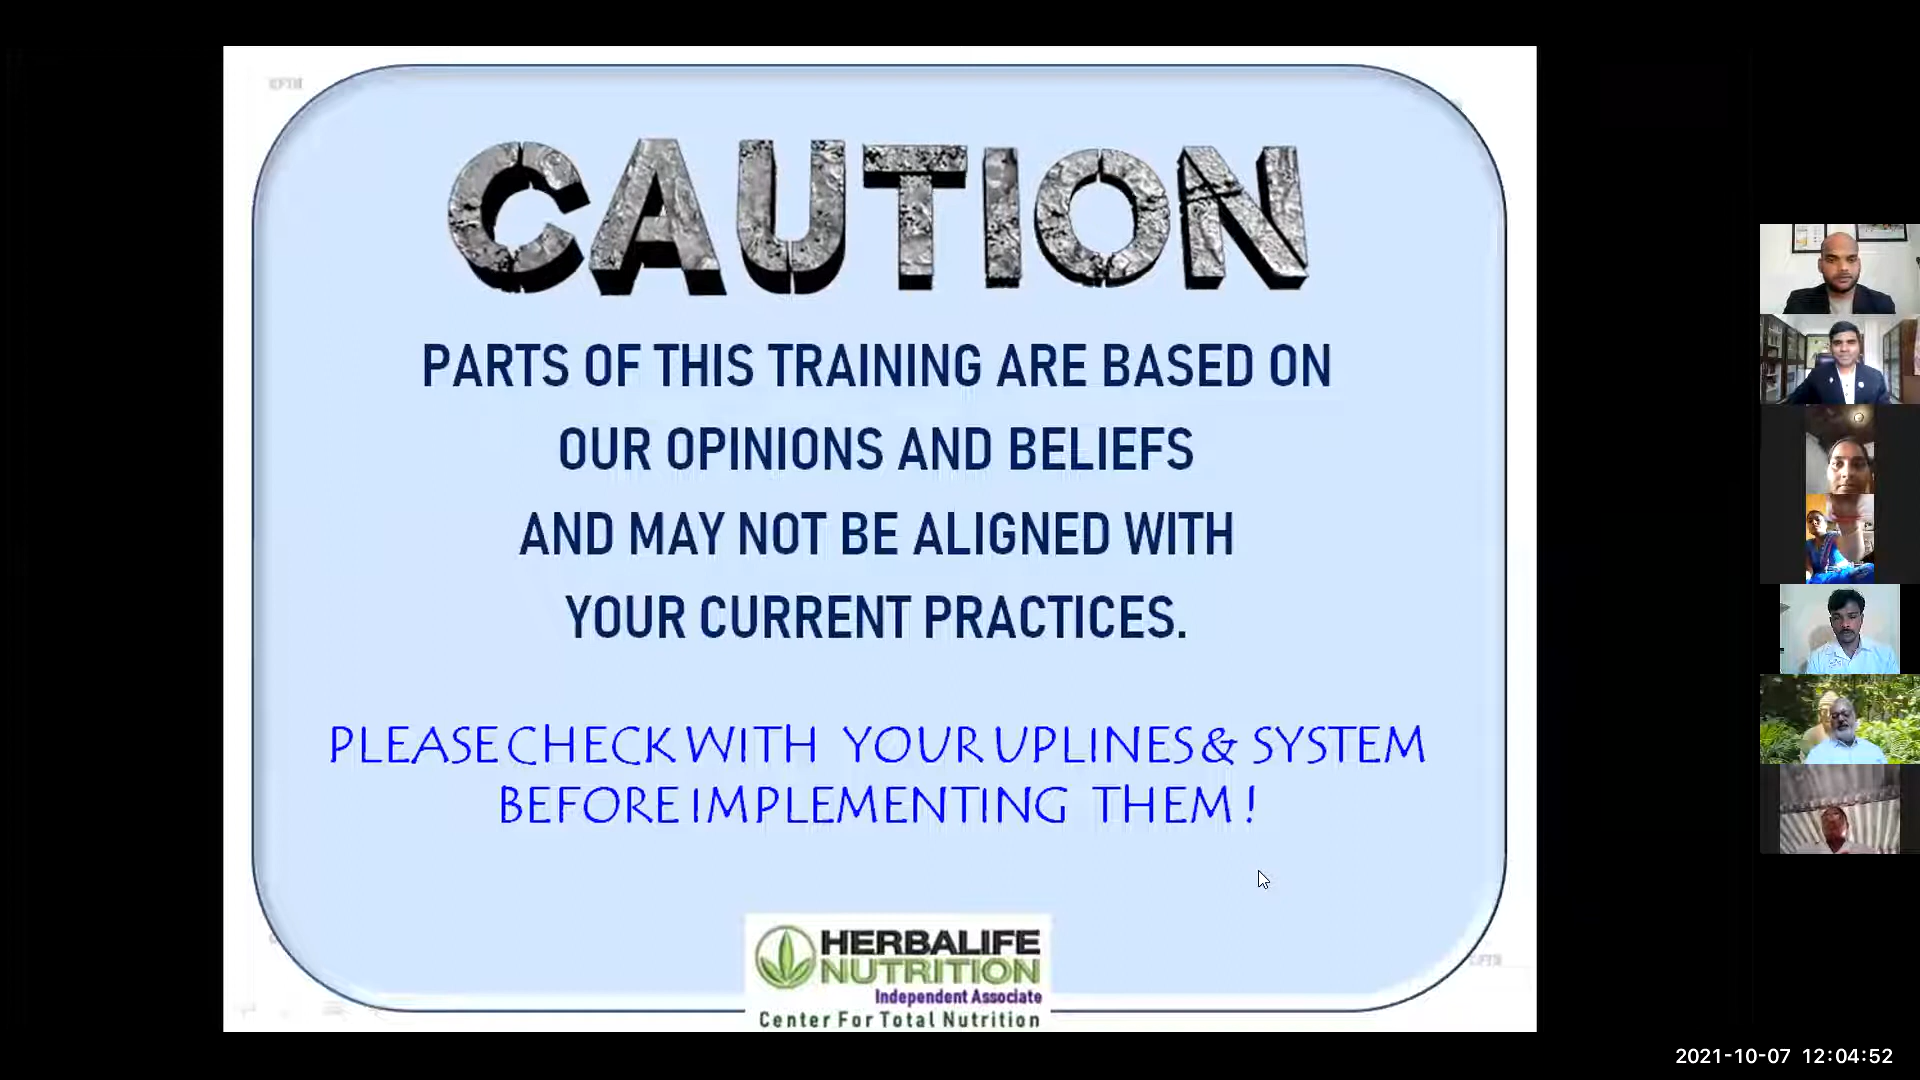 CAUTION
PARTS OF THIS TRAINING ARE BASED ON
OUR OPINIONS AND BELIEFS
AND MAY NOT BE ALIGNED WITH
YOUR CURRENT PRACTICES.
PLEASE CHECK WITH YOUR UPLINES & SYSTEM
BEFORE IMPLEMENTING THEM !
HERBALIFE
NUTRITION
Independent Associate
Center For Total Nutrition
2021-10-07 12:04:52